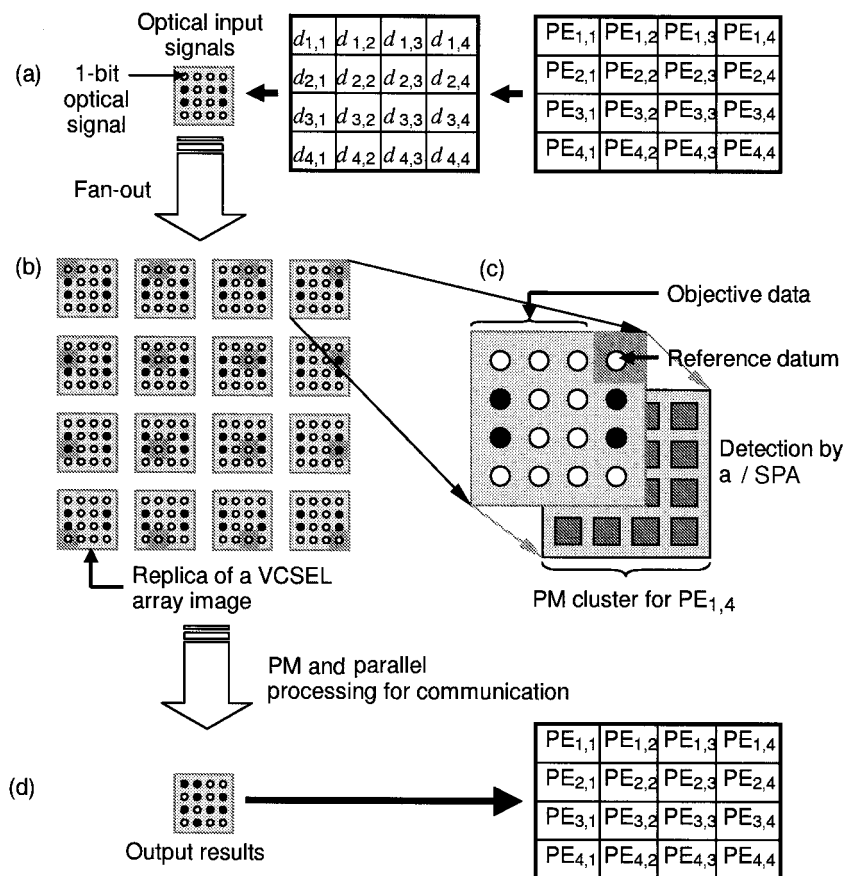 Optical input
signals
(a)
1-bit
optical
signal
d1,1 d1,2 d1,3 d1,4
d2,1 d2,2 d2,3 d2,4
d3,1 d3,2 d3,3 d3,4
d4,1 d4,2 d4,3 d4,4
PE1,1 PE1,2 PE1,3 PE1,4
PE2,1 PE2,2 PE2,3 PE2,4
PE3,1 PE3,2 PE3,3 PE3,4
PE4,1 PE4,2 PE4,3 PE4,4
Fan-out
(b)
(c)
Objective data
Reference datum
Detection by
a / SPA
Replica of a VCSEL
array image
PM cluster for PE1,4
PM and parallel
processing for communication
(d)
Output results
PE1,1 PE1,2 PE1,3 PE1,4
PE2,1 PE2,2 PE2,3 PE2,4
PE3,1 PE3,2 PE3,3 PE3,4
PE4,1 PE4,2 PE4,3 PE4,4